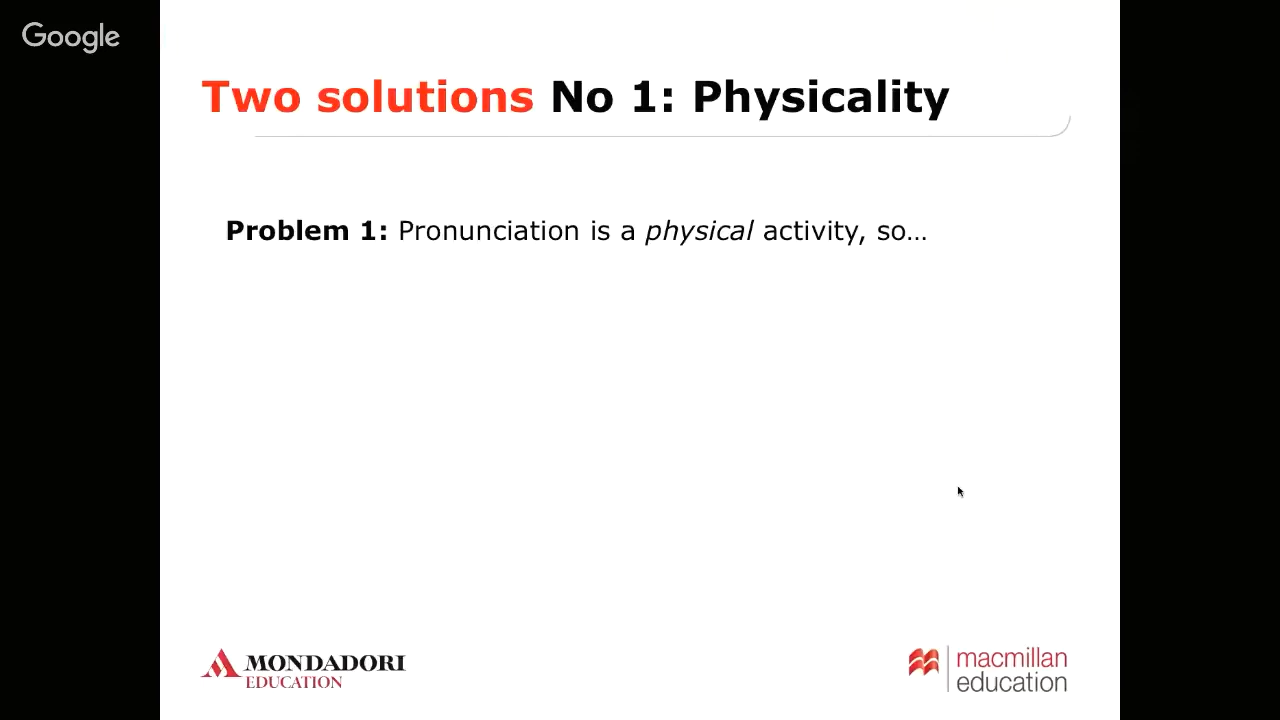 Google
Two solutions No 1: Physicality
Problem 1: Pronunciation is a physical activity, so…
MONDADORI
EDUCATION
macmillan
education